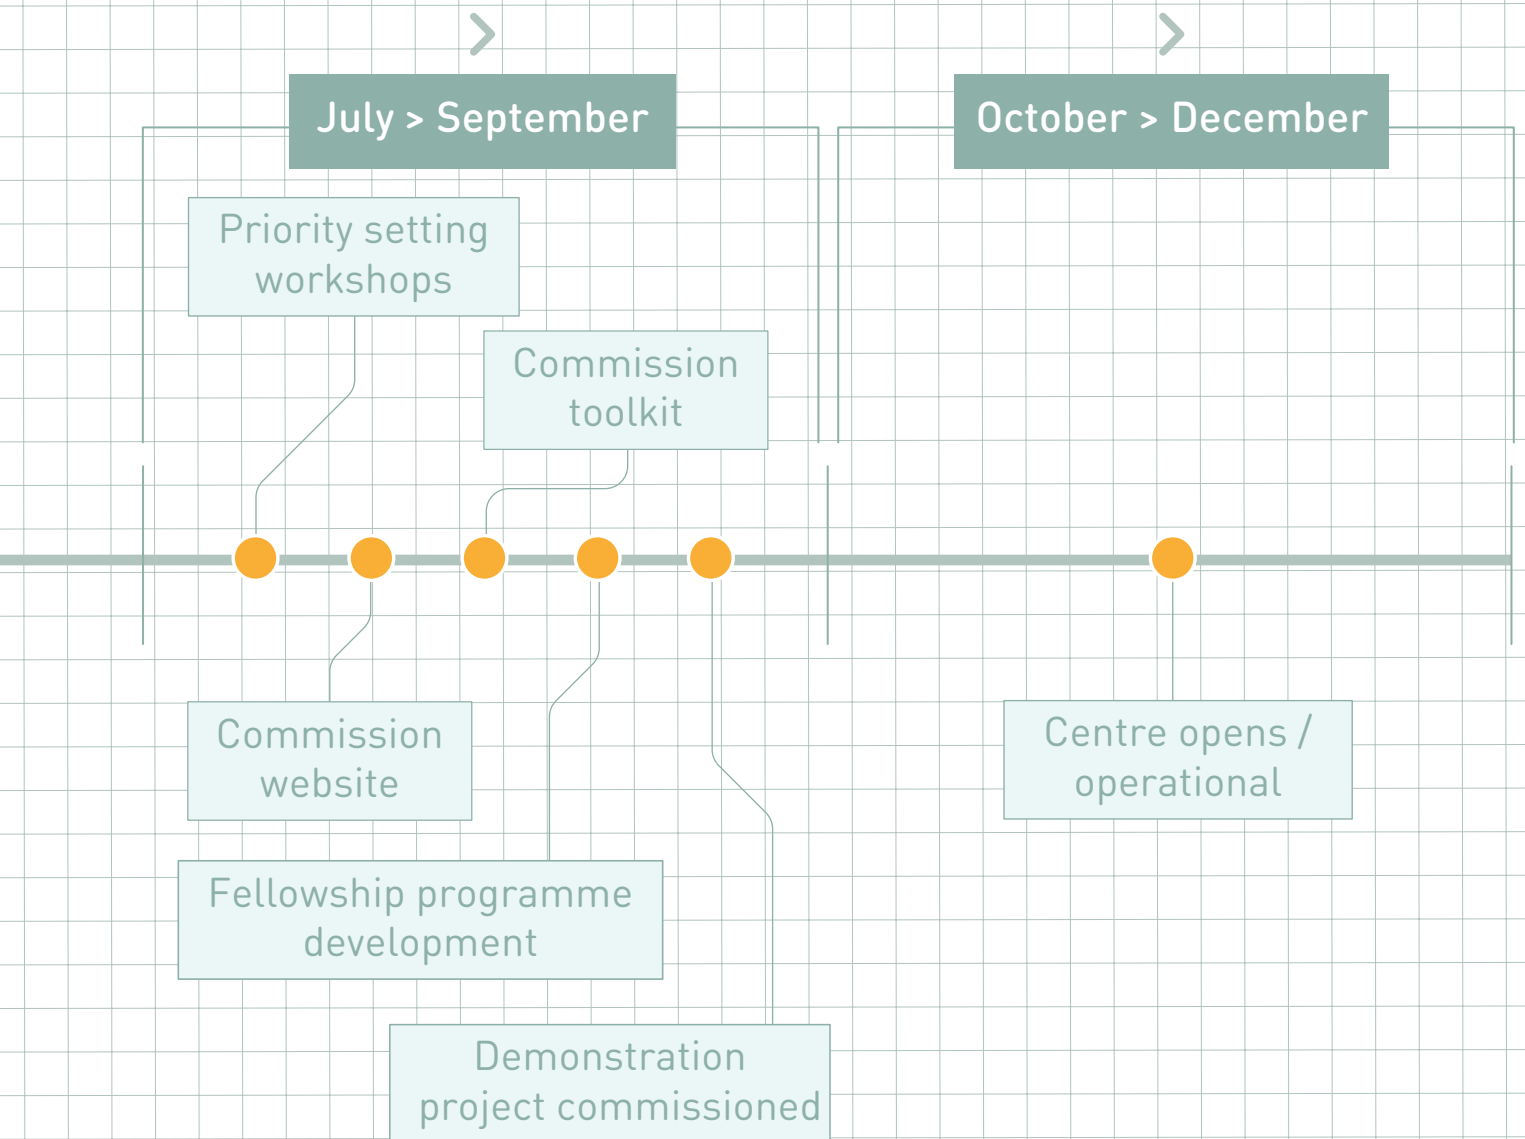 July > September
October > December
Priority setting
workshops
Commission
toolkit
Commission
website
Centre opens /
operational
Fellowship programme
development
Demonstration
project commissioned